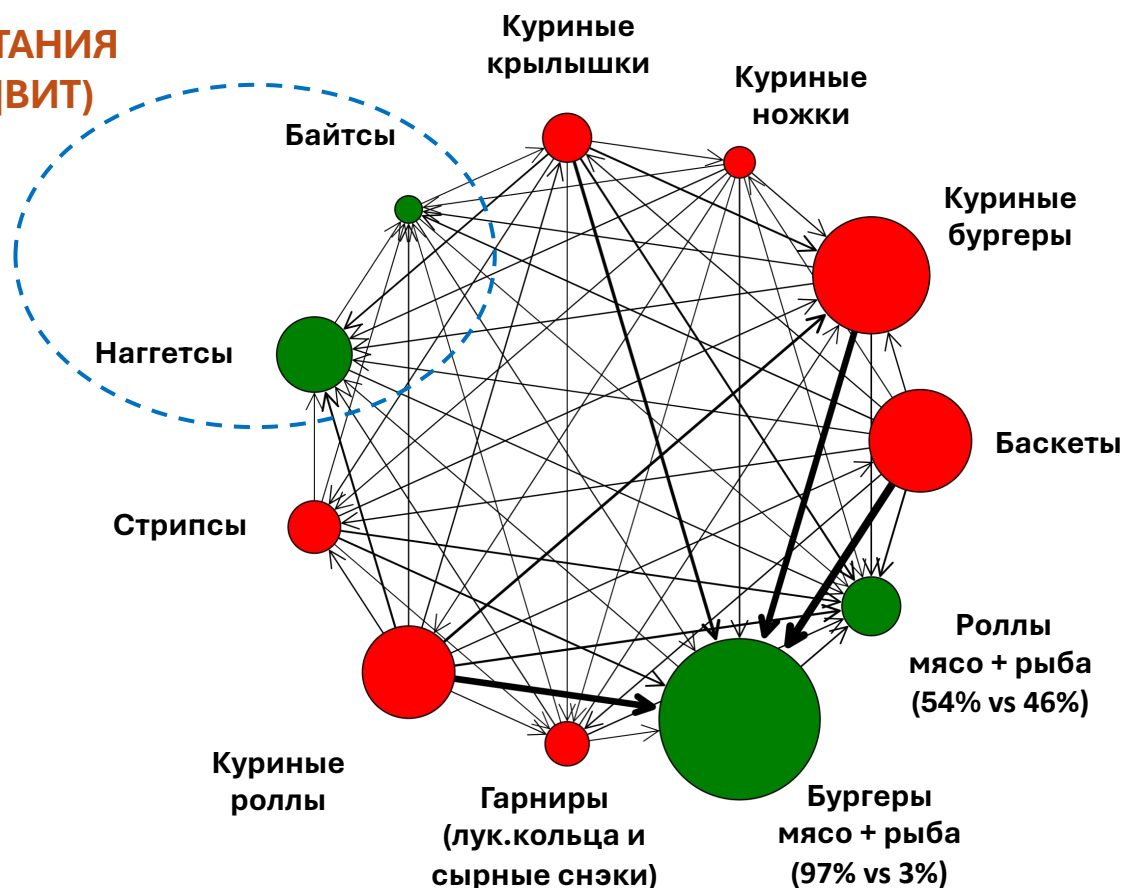 ТАНИЯ
ВИТ)
Куриные
крылышки
Куриные
ножки
Байтсы
Куриные
бургеры
Наггетсы
Баскеты
Стрипсы
Роллы
мясо + рыба
(54% vs 46%)
Куриные
роллы
Гарниры
(лук.кольца и
сырные снэки)
Бургеры
мясо + рыба
(97% vs 3%)